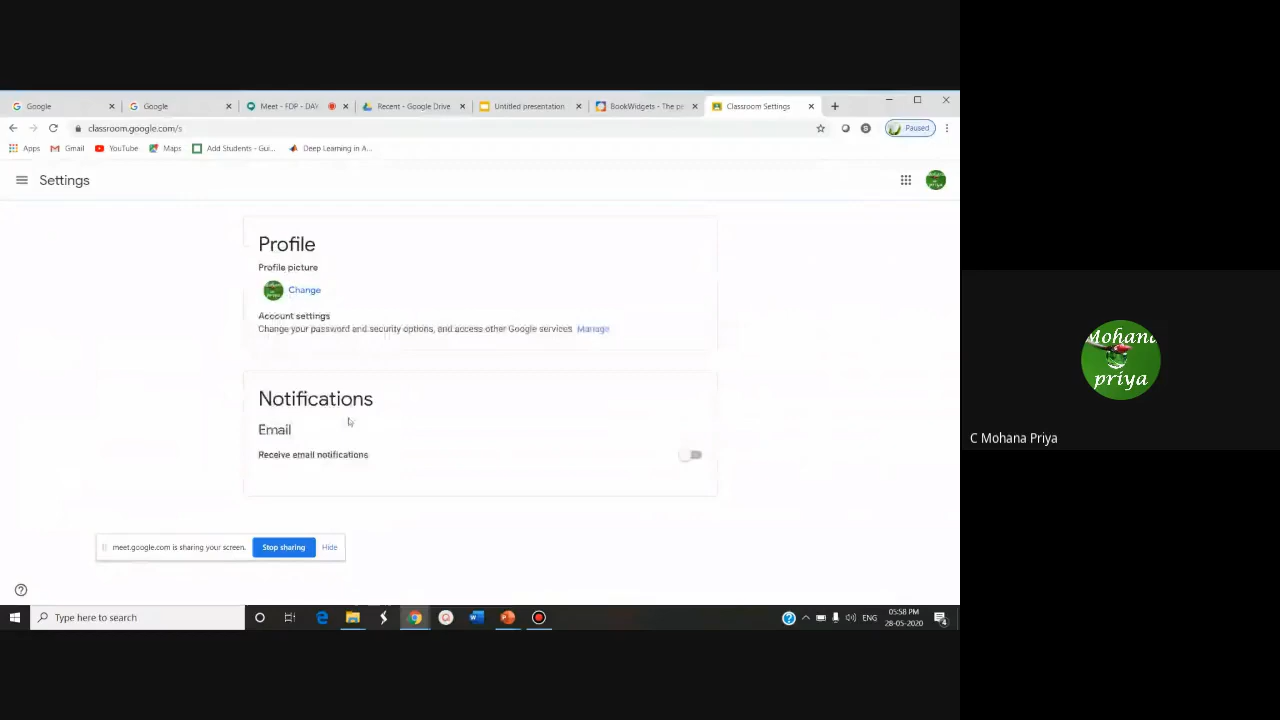 Google
Google
Meet - FDP - DAY
Recent - Google Drive
Untitled presentation
BookWidgets - The pe
Classroom Settings
classroom.google.com/s
Paused
Apps
Gmail
YouTube
Maps
Add Students - Gui...
Deep Learning in A...
Settings
Profile
Profile picture
Change
Account settings
Change your password and security options, and access other Google services Manage
Notifications
Email
Receive email notifications
meet.google.com is sharing your screen. Stop sharing Hide
Type here to search
ENG
05:58 PM
28-05-2020
Mohana
priya
C Mohana Priya